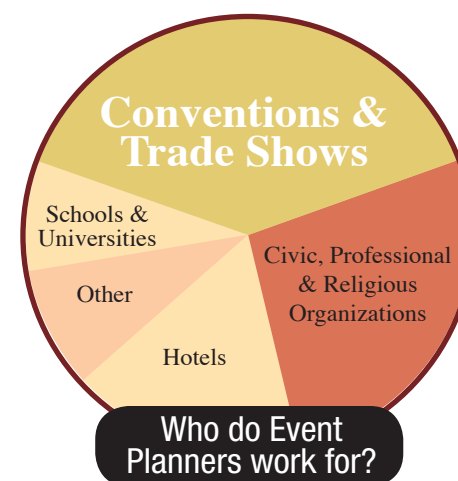 Conventions &
Trade Shows
Schools &
Universities
Civic, Professional
& Religious
Organizations
Other
Hotels
Who do Event
Planners work for?